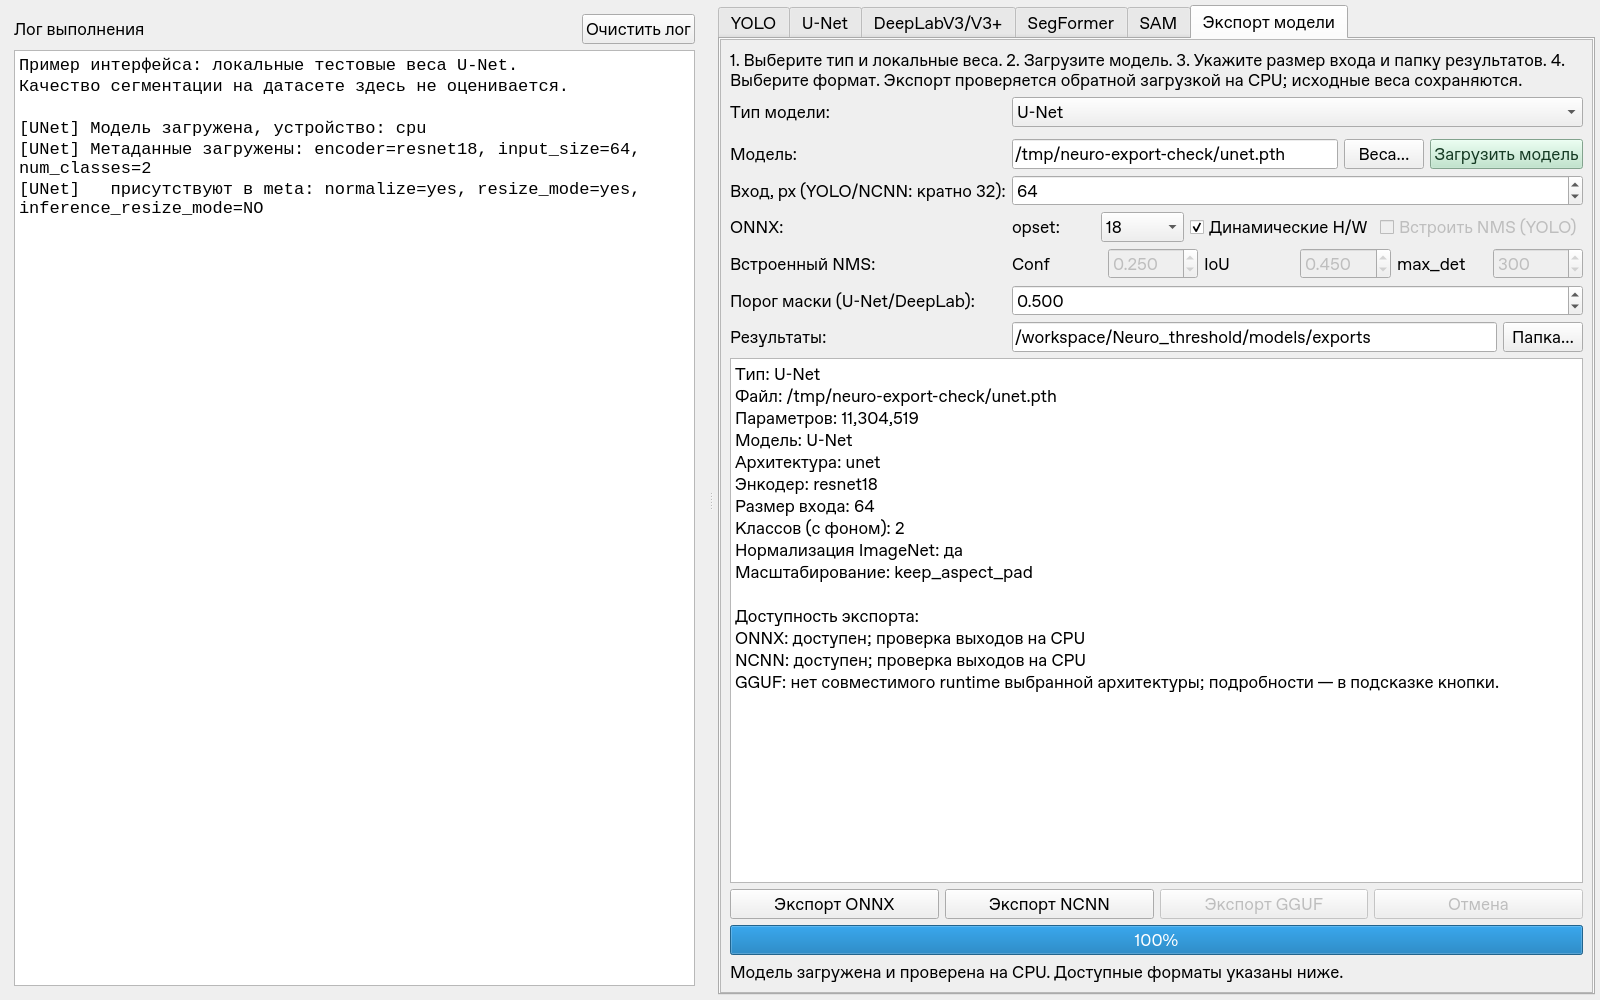 Лог выполнения
Очистить лог
Пример интерфейса: локальные тестовые веса U-Net.
Качество сегментации на датасете здесь не оценивается.
[UNet] Модель загружена, устройство: cpu
[UNet] Метаданные загружены: encoder=resnet18, input_size=64,
num_classes=2
[UNet]   присутствуют в meta: normalize=yes, resize_mode=yes,
inference_resize_mode=NO
YOLO U-Net DeepLabV3/V3+ SegFormer SAM Экспорт модели
1. Выберите тип и локальные веса. 2. Загрузите модель. 3. Укажите размер входа и папку результатов. 4.
Выберите формат. Экспорт проверяется обратной загрузкой на CPU; исходные веса сохраняются.
Тип модели: U-Net
Модель: /tmp/neuro-export-check/unet.pth Веса... Загрузить модель
Вход, px (YOLO/NCNN: кратно 32): 64
ONNX: opset: 18 Динамические H/W Встроить NMS (YOLO)
Встроенный NMS: Conf 0.250 IoU 0.450 max_det 300
Порог маски (U-Net/DeepLab): 0.500
Результаты: /workspace/Neuro_threshold/models/exports Папка...
Тип: U-Net
Файл: /tmp/neuro-export-check/unet.pth
Параметров: 11,304,519
Модель: U-Net
Архитектура: unet
Энкодер: resnet18
Размер входа: 64
Классов (с фоном): 2
Нормализация ImageNet: да
Масштабирование: keep_aspect_pad
Доступность экспорта:
ONNX: доступен; проверка выходов на CPU
NCNN: доступен; проверка выходов на CPU
GGUF: нет совместимого runtime выбранной архитектуры; подробности — в подсказке кнопки.
Экспорт ONNX Экспорт NCNN Экспорт GGUF Отмена
100%
Модель загружена и проверена на CPU. Доступные форматы указаны ниже.